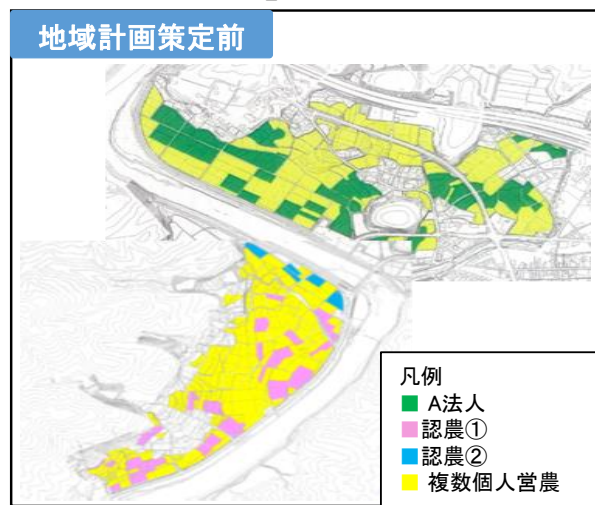 地域計画策定前
凡例
A法人
認農①
認農②
複数個人営農